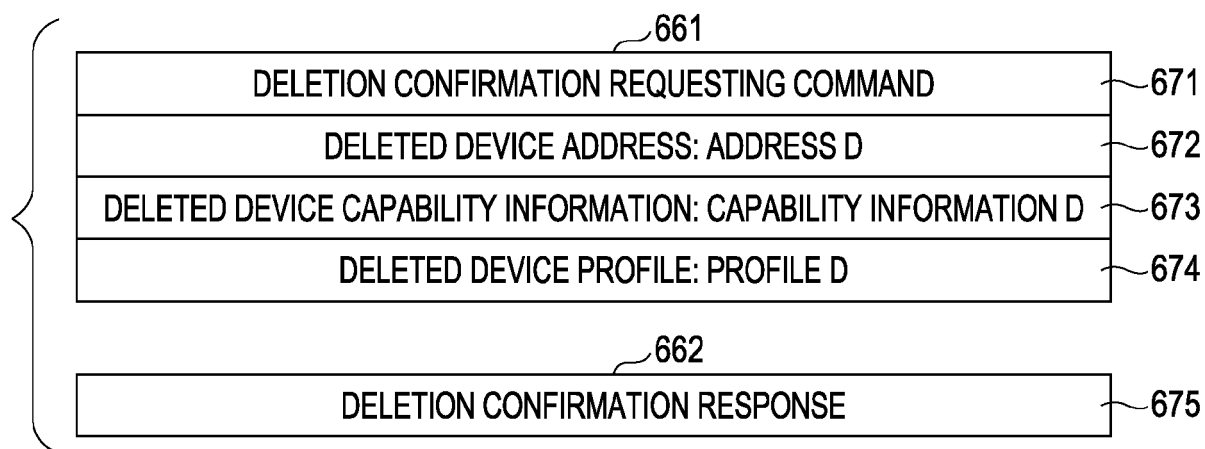 661
DELETION CONFIRMATION REQUESTING COMMAND 671
DELETED DEVICE ADDRESS: ADDRESS D 672
DELETED DEVICE CAPABILITY INFORMATION: CAPABILITY INFORMATION D 673
DELETED DEVICE PROFILE: PROFILE D 674
662
DELETION CONFIRMATION RESPONSE 675